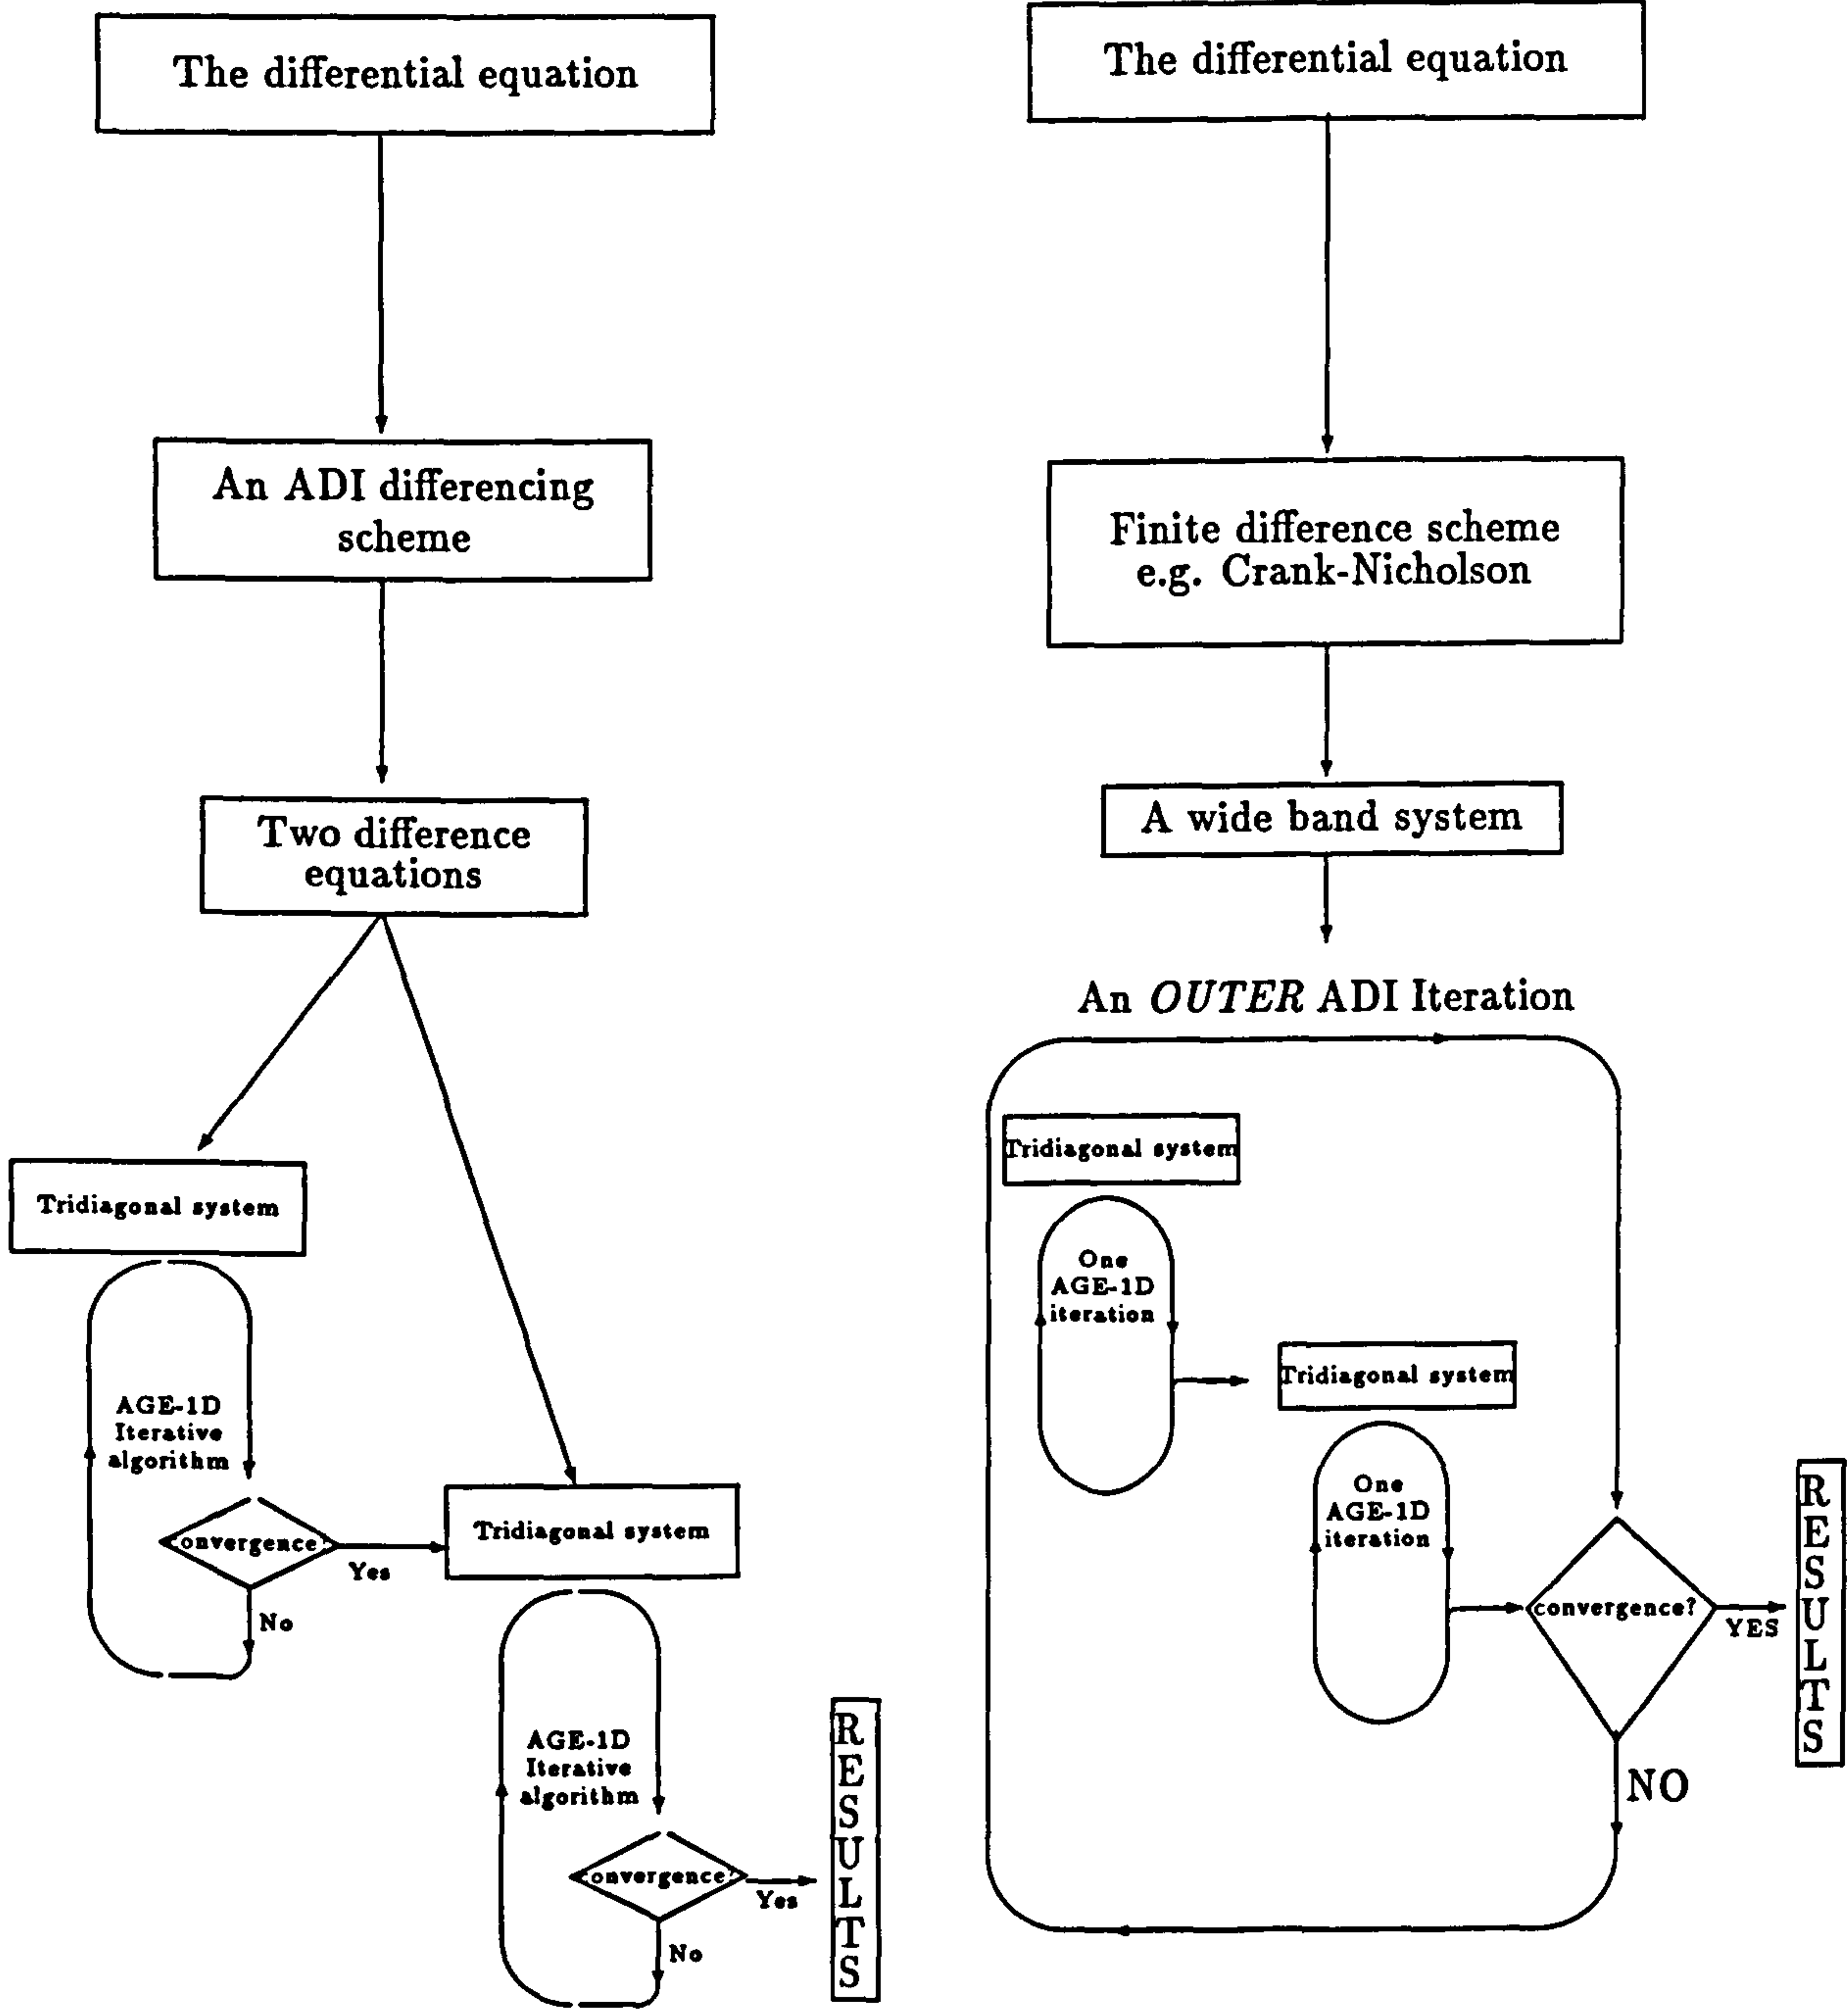 The differential equation
An ADI differencing
scheme
Two difference
equations
Tridiagonal system
AGE-1D
Iterative
algorithm
convergence?
Yes
No
Tridiagonal system
AGE-1D
Iterative
algorithm
convergence?
Yes
No
RESULTS
The differential equation
Finite difference scheme
e.g. Crank-Nicholson
A wide band system
An OUTER ADI Iteration
Tridiagonal system
One
AGE-1D
iteration
Tridiagonal system
One
AGE-1D
iteration
convergence?
YES
NO
RESULTS